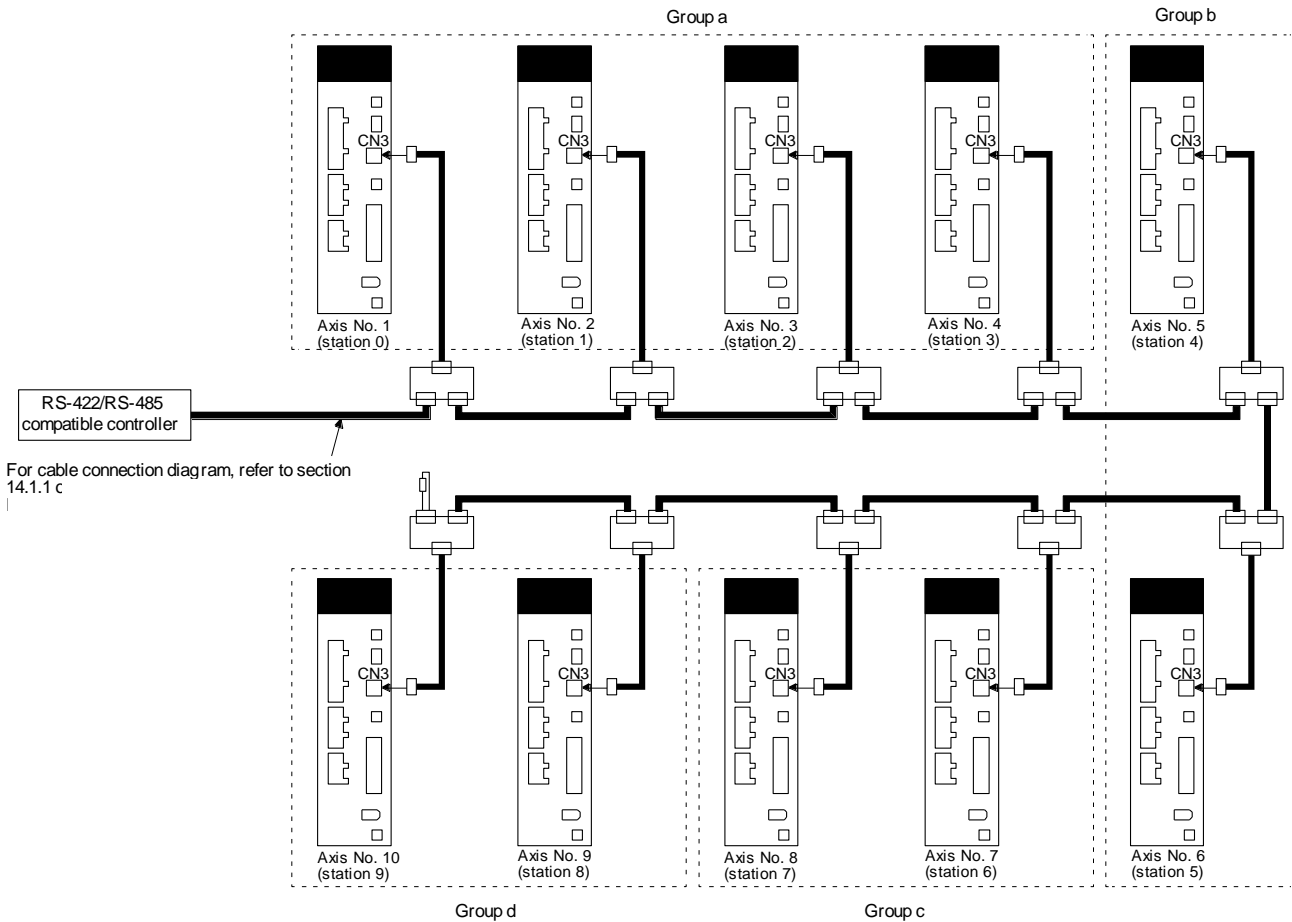 Group a
Group b
CN3
CN3
CN3
CN3
CN3
Axis No. 1
(station 0)
Axis No. 2
(station 1)
Axis No. 3
(station 2)
Axis No. 4
(station 3)
Axis No. 5
(station 4)
RS-422/RS-485
compatible controller
For cable connection diagram, refer to section
14.1.1 c
CN3
CN3
CN3
CN3
CN3
Axis No. 10
(station 9)
Axis No. 9
(station 8)
Axis No. 8
(station 7)
Axis No. 7
(station 6)
Axis No. 6
(station 5)
Group d
Group c